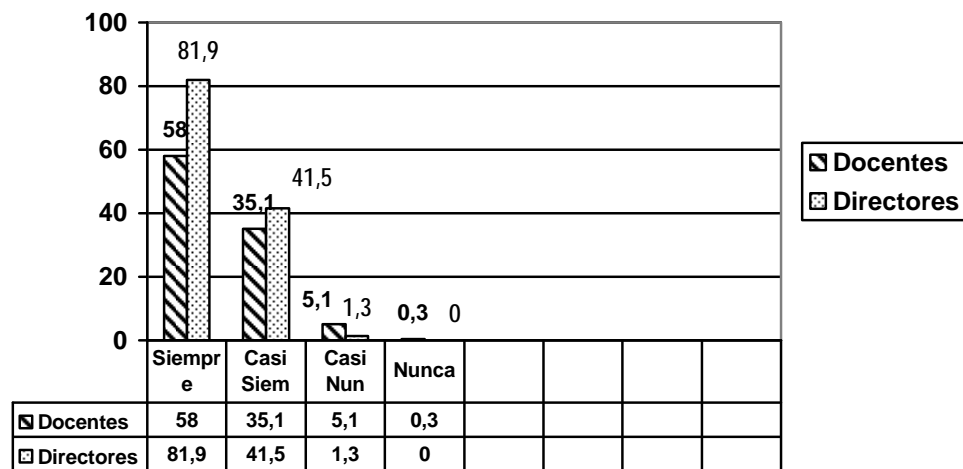 100
81,9
80
58
60
41,5
35,1
40
20
5,1
1,3
0,3
0
0
Docentes
Directores
Siempr
e
Casi
Siem
Casi
Nun
Nunca
Docentes 58 35,1 5,1 0,3
Directores 81,9 41,5 1,3 0